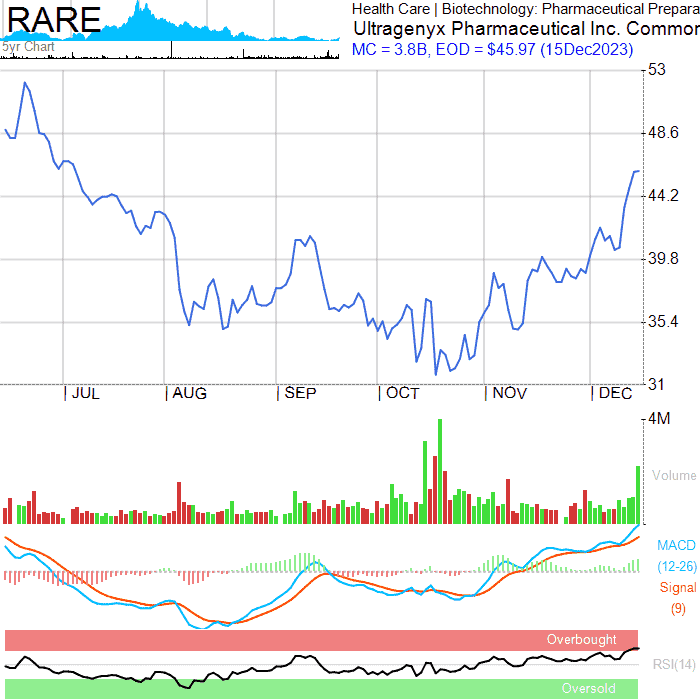 RARE
5yr Chart
Health Care | Biotechnology: Pharmaceutical Prepara
Ultragenyx Pharmaceutical Inc. Common
MC = 3.8B, EOD = $45.97 (15Dec2023)
53
48.6
44.2
39.8
35.4
31
JUL AUG SEP OCT NOV DEC
4M
Volume
MACD
(12-26)
Signal
(9)
Overbought
RSI(14)
Oversold